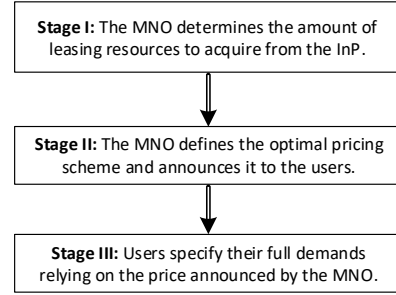 Stage I: The MNO determines the amount of
leasing resources to acquire from the InP.
Stage II: The MNO defines the optimal pricing
scheme and announces it to the users.
Stage III: Users specify their full demands
relying on the price announced by the MNO.